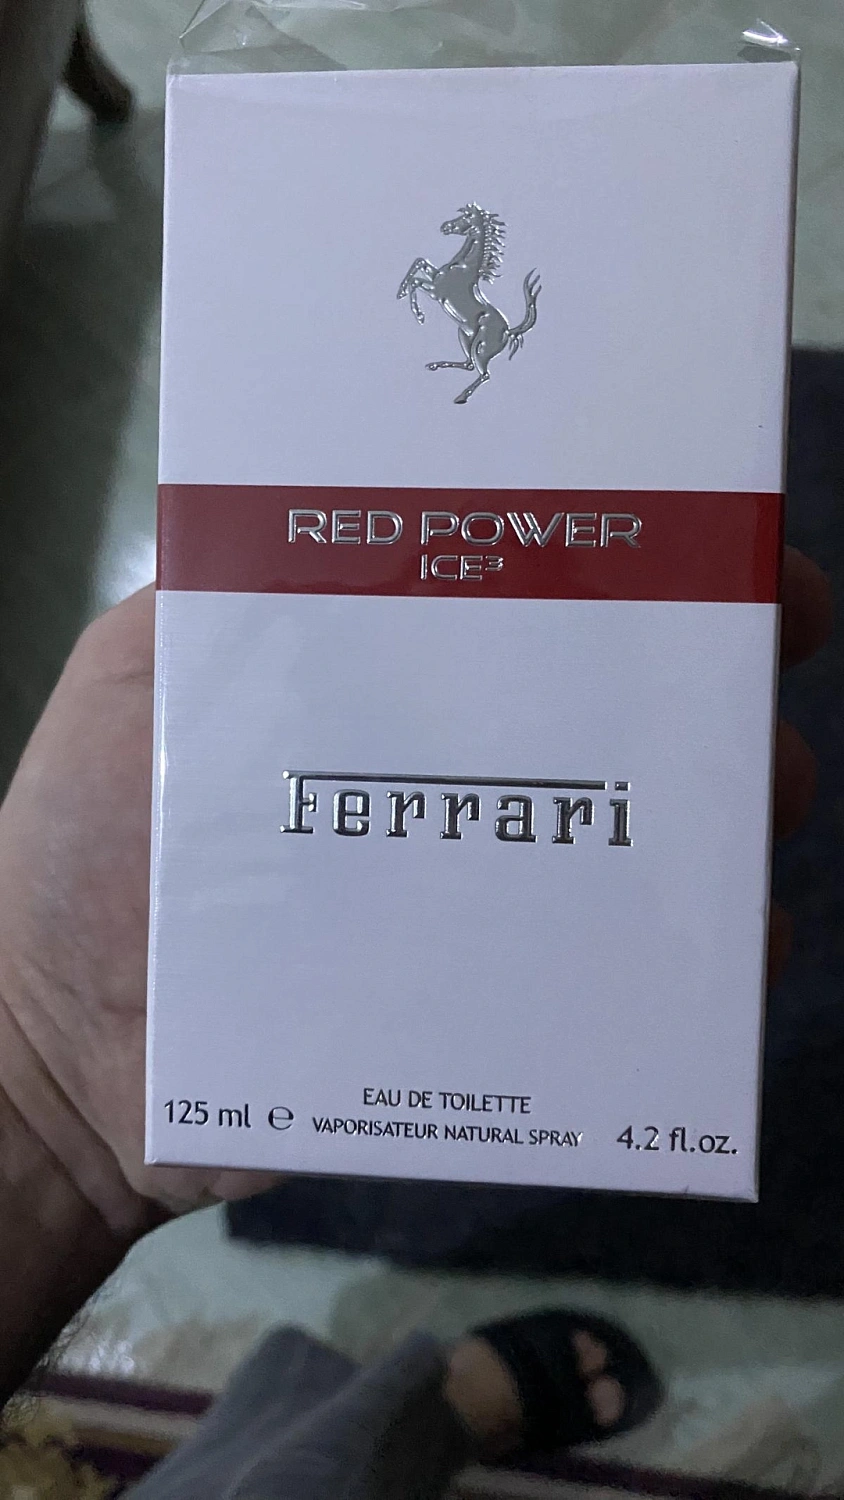 RED POWER
ICE³
Ferrari
125 ml ℮
EAU DE TOILETTE
VAPORISATEUR NATURAL SPRAY
4.2 fl.oz.